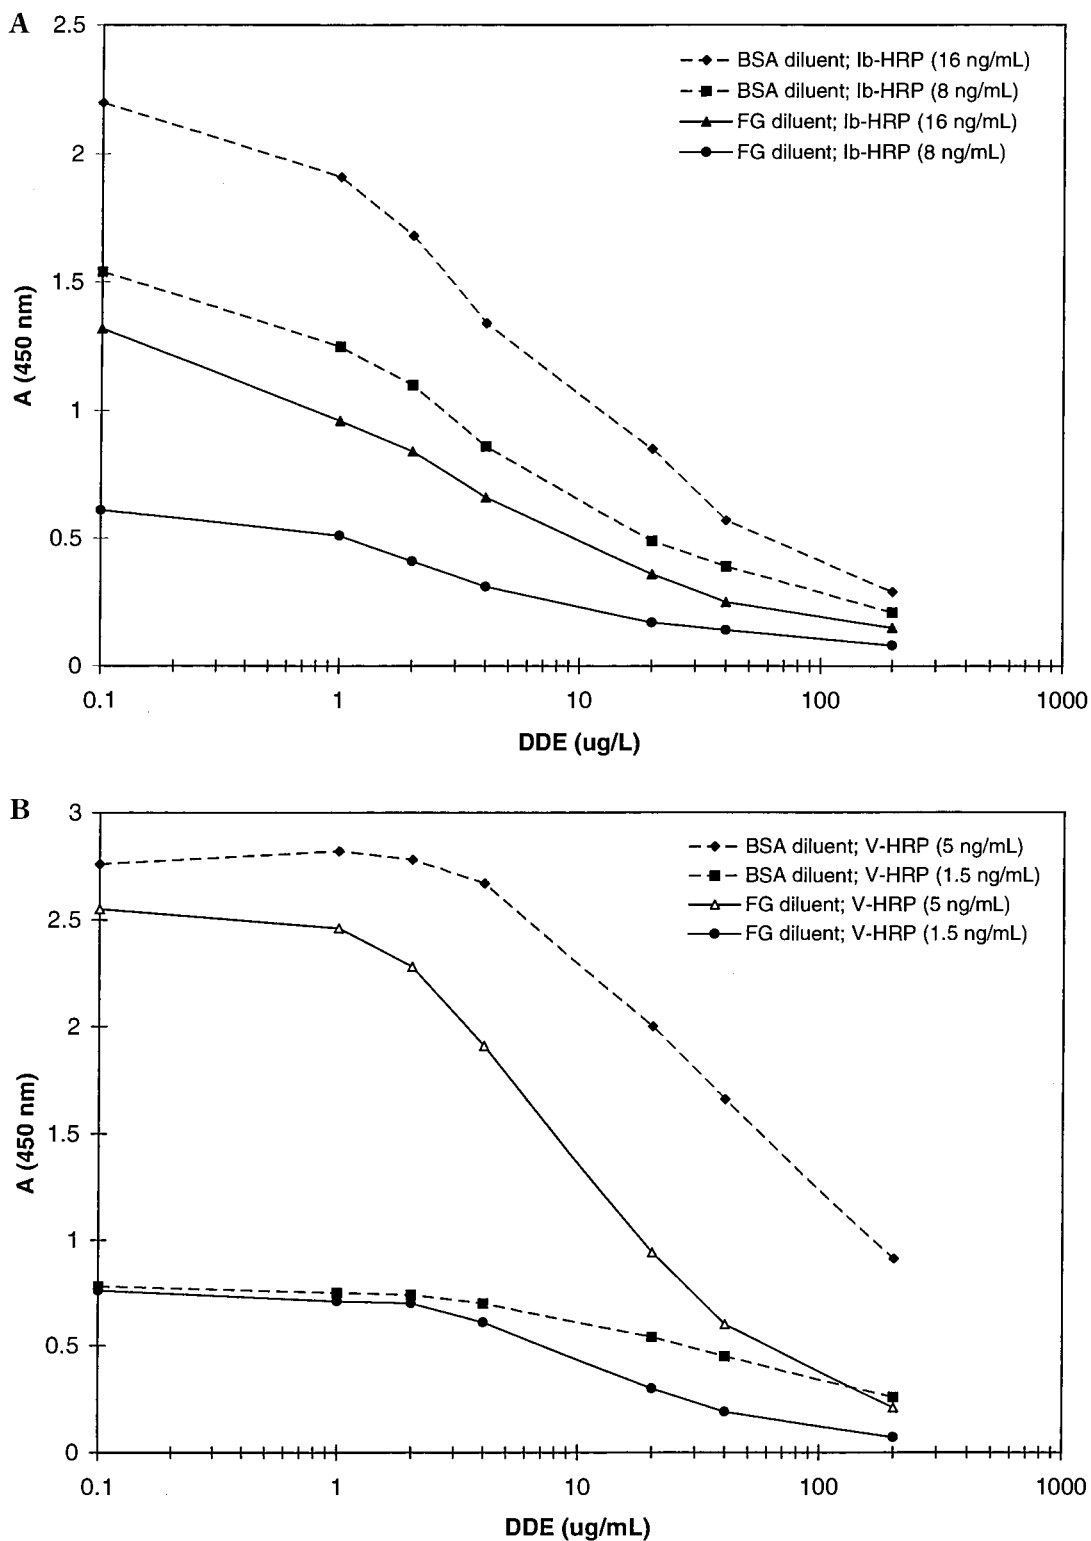 A
2.5
2
1.5
1
0.5
0
A (450 nm)
BSA diluent; Ib-HRP (16 ng/mL)
BSA diluent; Ib-HRP (8 ng/mL)
FG diluent; Ib-HRP (16 ng/mL)
FG diluent; Ib-HRP (8 ng/mL)
0.1 1 10 100 1000
DDE (ug/L)
B
3
2.5
2
1.5
1
0.5
0
A (450 nm)
BSA diluent; V-HRP (5 ng/mL)
BSA diluent; V-HRP (1.5 ng/mL)
FG diluent; V-HRP (5 ng/mL)
FG diluent; V-HRP (1.5 ng/mL)
0.1 1 10 100 1000
DDE (ug/mL)